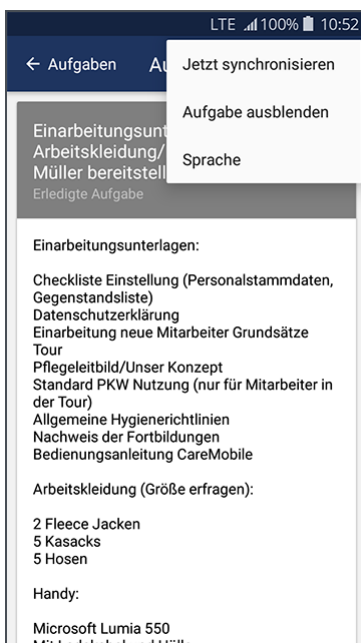 LTE 100% 10:52
Aufgaben
Jetzt synchronisieren
Aufgabe ausblenden
Sprache
Arbeitskleidung/
Müller
Erledigte Aufgabe
Einarbeitungsunterlagen:
Checkliste Einstellung (Personalstammdaten,
Gegenstandsliste)
Datenschutzerklärung
Einarbeitung neue Mitarbeiter Grundsätze
Tour
Pflegeleitbild/Unser Konzept
Standard PKW Nutzung (nur für Mitarbeiter in
der Tour)
Allgemeine Hygienerichtlinien
Nachweis der Fortbildungen
Bedienungsanleitung CareMobile
Arbeitskleidung (Größe erfragen):
2 Fleece Jacken
5 Kasacks
5 Hosen
Handy:
Microsoft Lumia 550